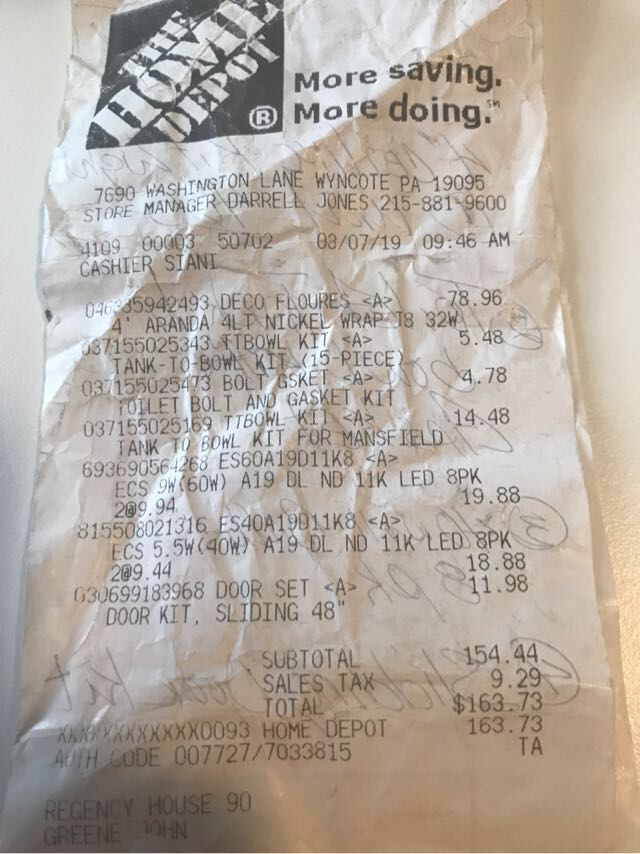 THE
HOME
DEPOT
®
More saving.
More doing.℠
7690 WASHINGTON LANE WYNCOTE PA 19095
STORE MANAGER DARRELL JONES 215-881-9600
4109 00003 50702 03/07/19 09:46 AM
CASHIER SIANI
046335942493 DECO FLOURES <A> 78.96
4' ARANDA 4LT NICKEL WRAP T8 32W
037155025343 TTBOWL KIT <A> 5.48
TANK-TO-BOWL KIT (15-PIECE)
037155025473 BOLT GSKET <A> 4.78
TOILET BOLT AND GASKET KIT
037155025169 TTBOWL KIT <A> 14.48
TANK TO BOWL KIT FOR MANSFIELD
693690564268 ES60A19D11K8 <A>
ECS 9W(60W) A19 DL ND 11K LED 8PK
2@9.94 19.88
815508021316 ES40A19D11K8 <A>
ECS 5.5W(40W) A19 DL ND 11K LED 8PK
2@9.44 18.88
030699183968 DOOR SET <A> 11.98
DOOR KIT, SLIDING 48"
SUBTOTAL 154.44
SALES TAX 9.29
TOTAL $163.73
XXXXXXXXXXXX0093 HOME DEPOT 163.73
AUTH CODE 007727/7033815 TA
REGENCY HOUSE 90
GREENE JOHN